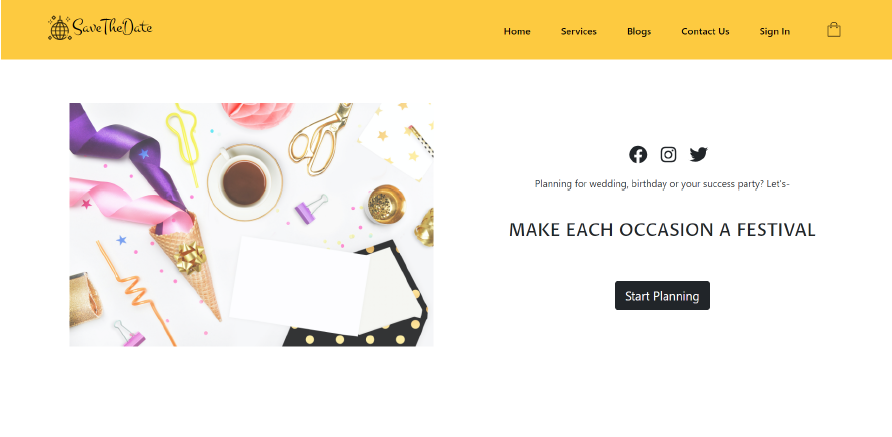 SaveTheDate
Home Services Blogs Contact Us Sign In
Planning for wedding, birthday or your success party? Let's-
MAKE EACH OCCASION A FESTIVAL
Start Planning